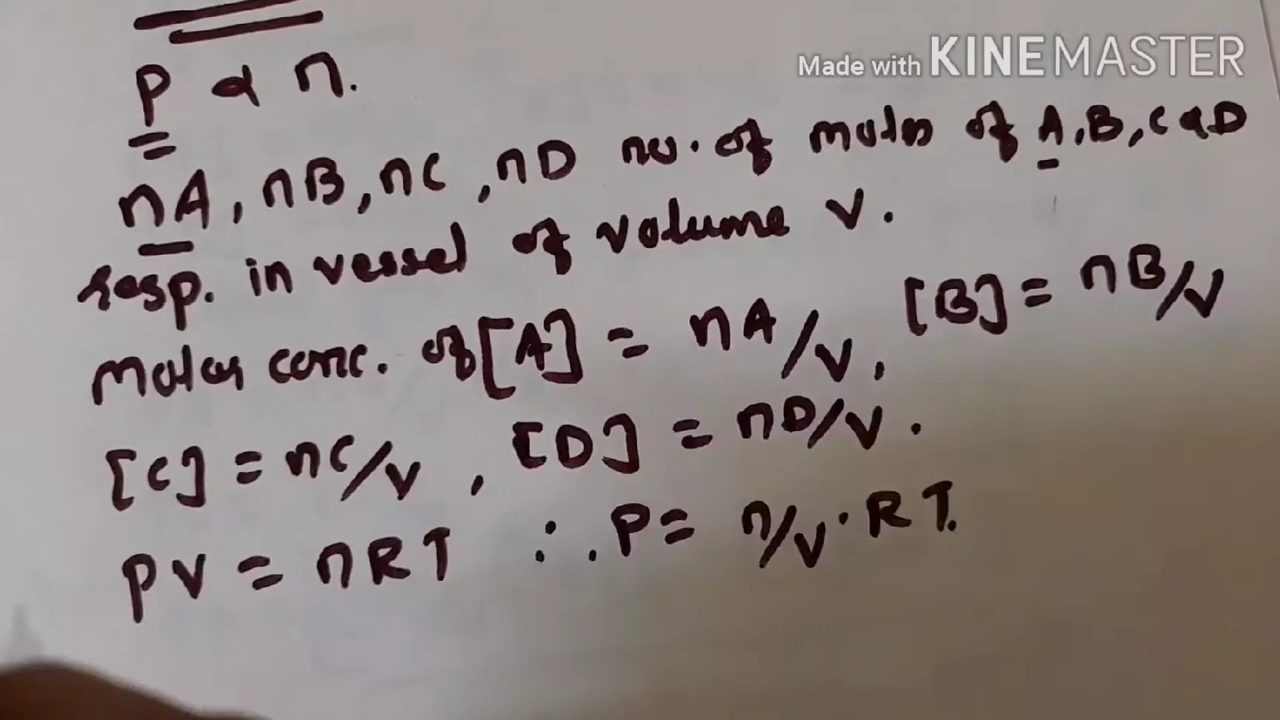 Made with KINEMASTER
P ∝ n.
nA, nB, nC, nD no. of moles of A, B, C & D
resp. in vessel of volume V.
Molar conc. of [A] = nA/V, [B] = nB/V
[C] = nC/V, [D] = nD/V.
PV = nRT ∴ P = n/V · RT.